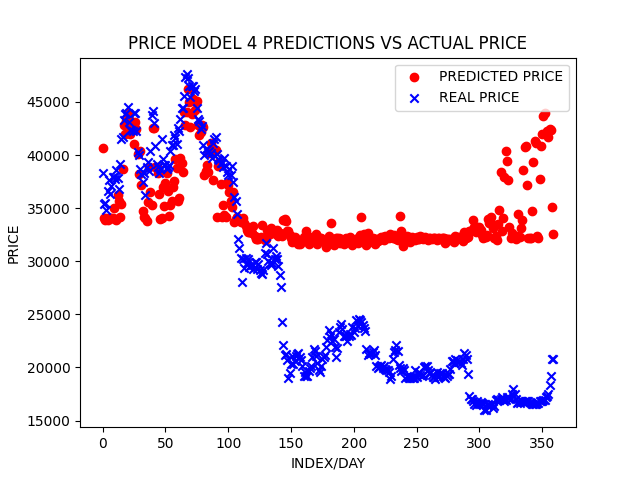 PRICE MODEL 4 PREDICTIONS VS ACTUAL PRICE
PREDICTED PRICE
REAL PRICE
45000
40000
35000
30000
25000
20000
15000
PRICE
0 50 100 150 200 250 300 350
INDEX/DAY